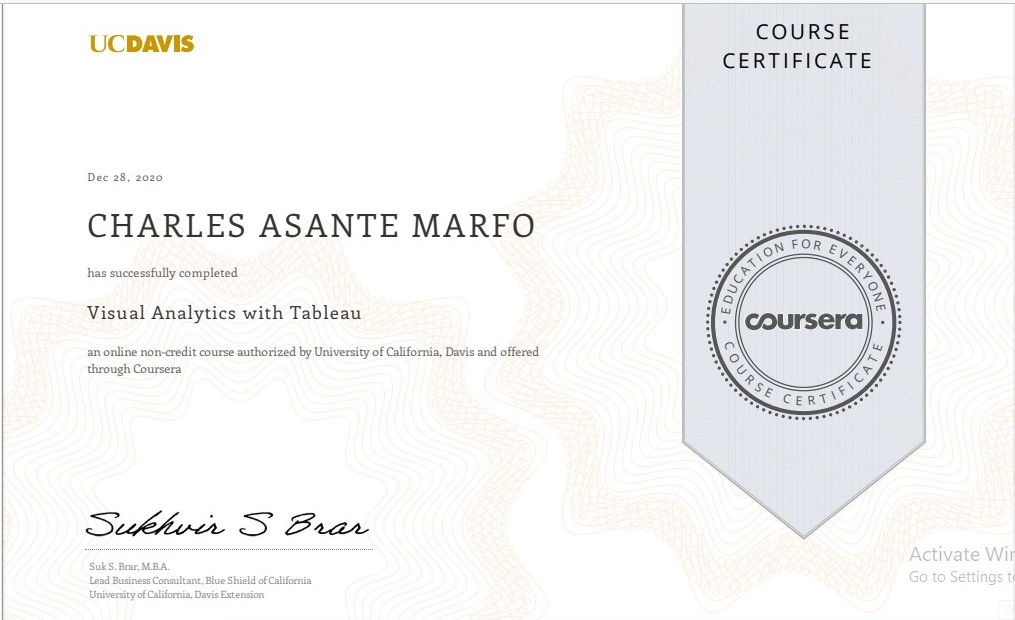 UCDAVIS
COURSE
CERTIFICATE
Dec 28, 2020
CHARLES ASANTE MARFO
has successfully completed
Visual Analytics with Tableau
an online non-credit course authorized by University of California, Davis and offered
through Coursera
EDUCATION FOR EVERYONE
coursera
COURSE CERTIFICATE
Sukhvir S Brar
Suk S. Brar, M.B.A.
Lead Business Consultant, Blue Shield of California
University of California, Davis Extension
Activate Win
Go to Settings to